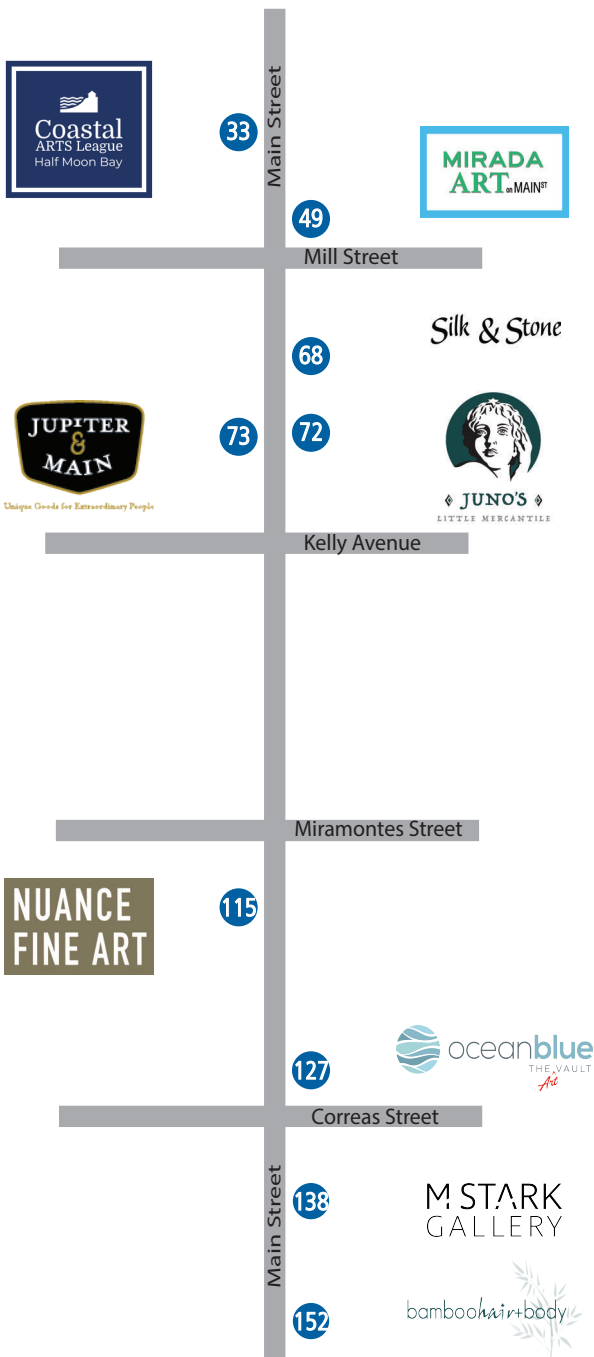 Main Street
Coastal
ARTS League
Half Moon Bay
33
MIRADA
ART on MAIN ST
49
Mill Street
Silk & Stone
68
JUPITER
&
MAIN
Unique Goods for Extraordinary People
73
72
JUNO'S
LITTLE MERCANTILE
Kelly Avenue
Miramontes Street
NUANCE
FINE ART
115
oceanblue
THE ^ VAULT
Art
127
Correas Street
Main Street
138
M STARK
GALLERY
bamboohair+body
152